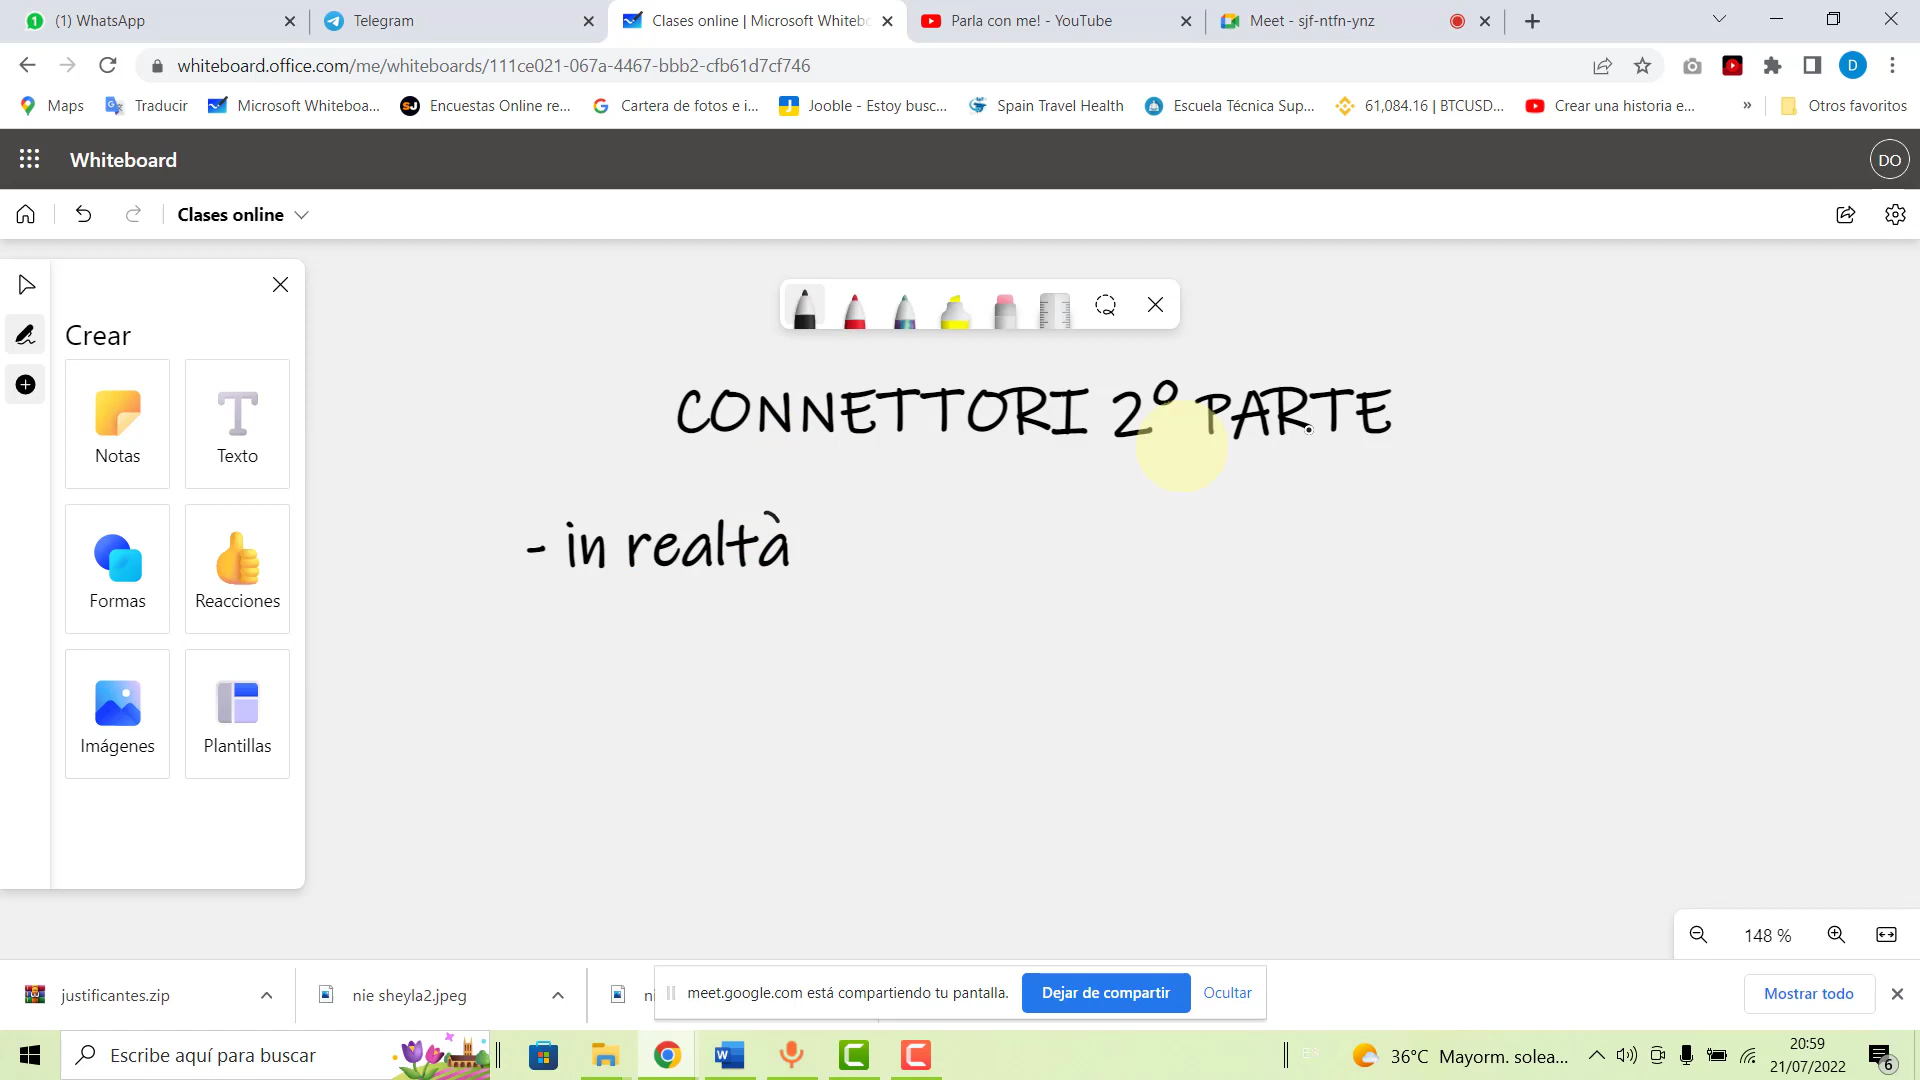 (1) WhatsApp
Telegram
Clases online | Microsoft Whitebo
Parla con me! - YouTube
Meet - sjf-ntfn-ynz
whiteboard.office.com/me/whiteboards/111ce021-067a-4467-bbb2-cfb61d7cf746
D
Maps
Traducir
Microsoft Whiteboa...
Encuestas Online re...
Cartera de fotos e i...
Jooble - Estoy busc...
Spain Travel Health
Escuela Técnica Sup...
61,084.16 | BTCUSD...
Crear una historia e...
»
Otros favoritos
Whiteboard
DO
Clases online
Crear
Notas
Texto
Formas
Reacciones
Imágenes
Plantillas
CONNETTORI 2º PARTE
- in realtà
148 %
justificantes.zip
nie sheyla2.jpeg
meet.google.com está compartiendo tu pantalla.
Dejar de compartir
Ocultar
Mostrar todo
Escribe aquí para buscar
36°C Mayorm. solea...
20:59
21/07/2022
6